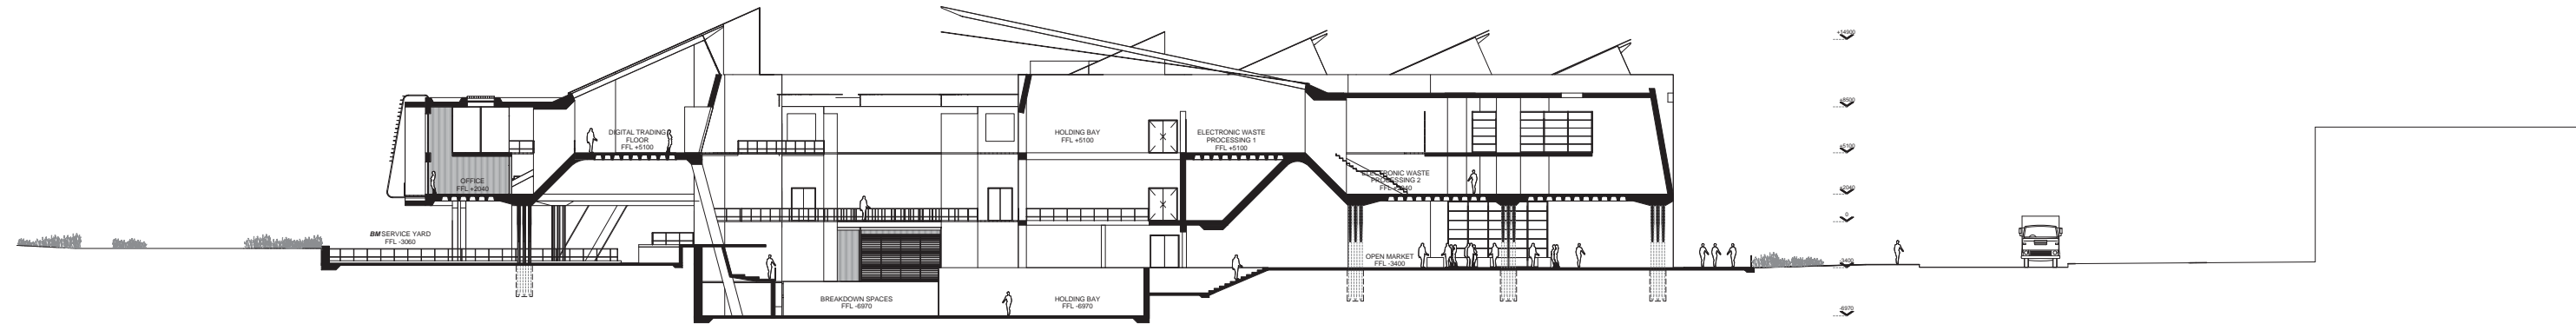 +14900
DIGITAL TRADING
FLOOR
FFL +5100
HOLDING BAY
FFL +5100
ELECTRONIC WASTE
PROCESSING 1
FFL +5100
+5100
OFFICE
FFL +2040
ELECTRONIC WASTE
PROCESSING 2
+2040
0
BM SERVICE YARD
FFL -3060
OPEN MARKET
FFL -3400
-3400
BREAKDOWN SPACES
FFL -6970
HOLDING BAY
FFL -6970
-6970